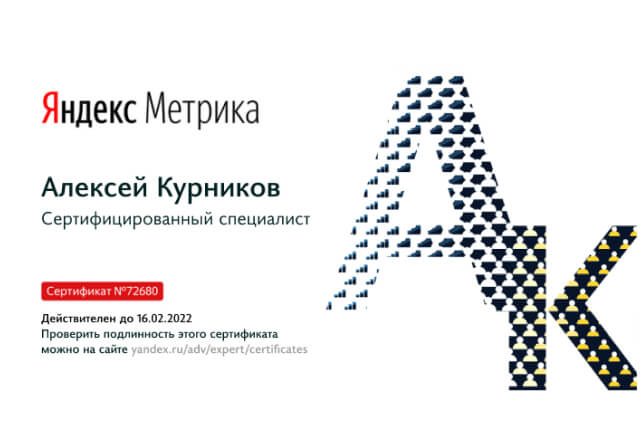 Яндекс Метрика
Алексей Курников
Сертифицированный специалист
Сертификат №72680
Действителен до 16.02.2022
Проверить подлинность этого сертификата
можно на сайте yandex.ru/adv/expert/certificates
АК